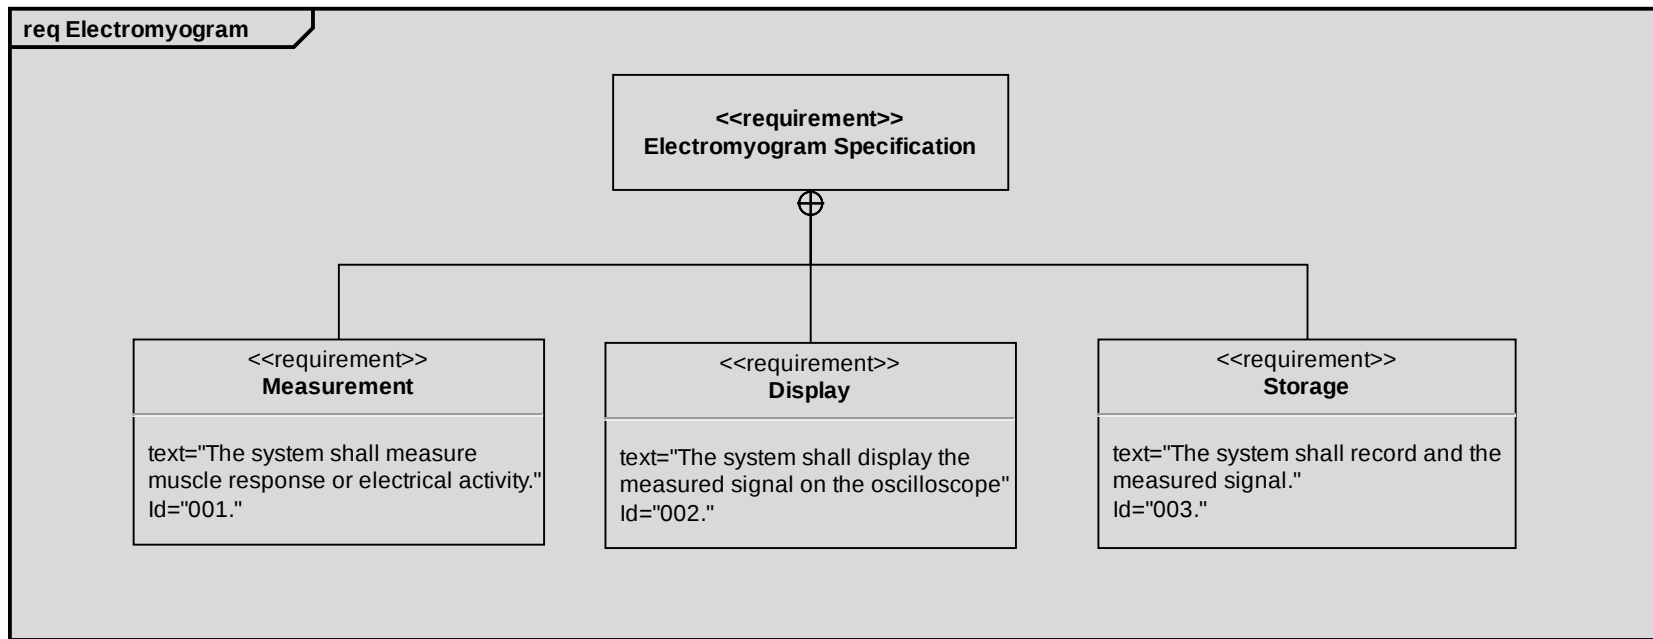 req Electromyogram
<<requirement>>
Electromyogram Specification
<<requirement>>
Measurement
text="The system shall measure
muscle response or electrical activity."
Id="001."
<<requirement>>
Display
text="The system shall display the
measured signal on the oscilloscope"
Id="002."
<<requirement>>
Storage
text="The system shall record and the
measured signal."
Id="003."